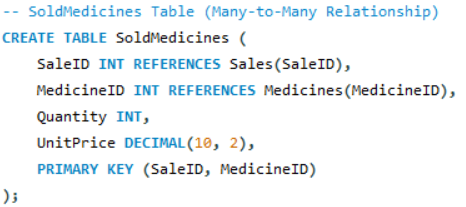 -- SoldMedicines Table (Many-to-Many Relationship)
CREATE TABLE SoldMedicines (
    SaleID INT REFERENCES Sales(SaleID),
    MedicineID INT REFERENCES Medicines(MedicineID),
    Quantity INT,
    UnitPrice DECIMAL(10, 2),
    PRIMARY KEY (SaleID, MedicineID)
);